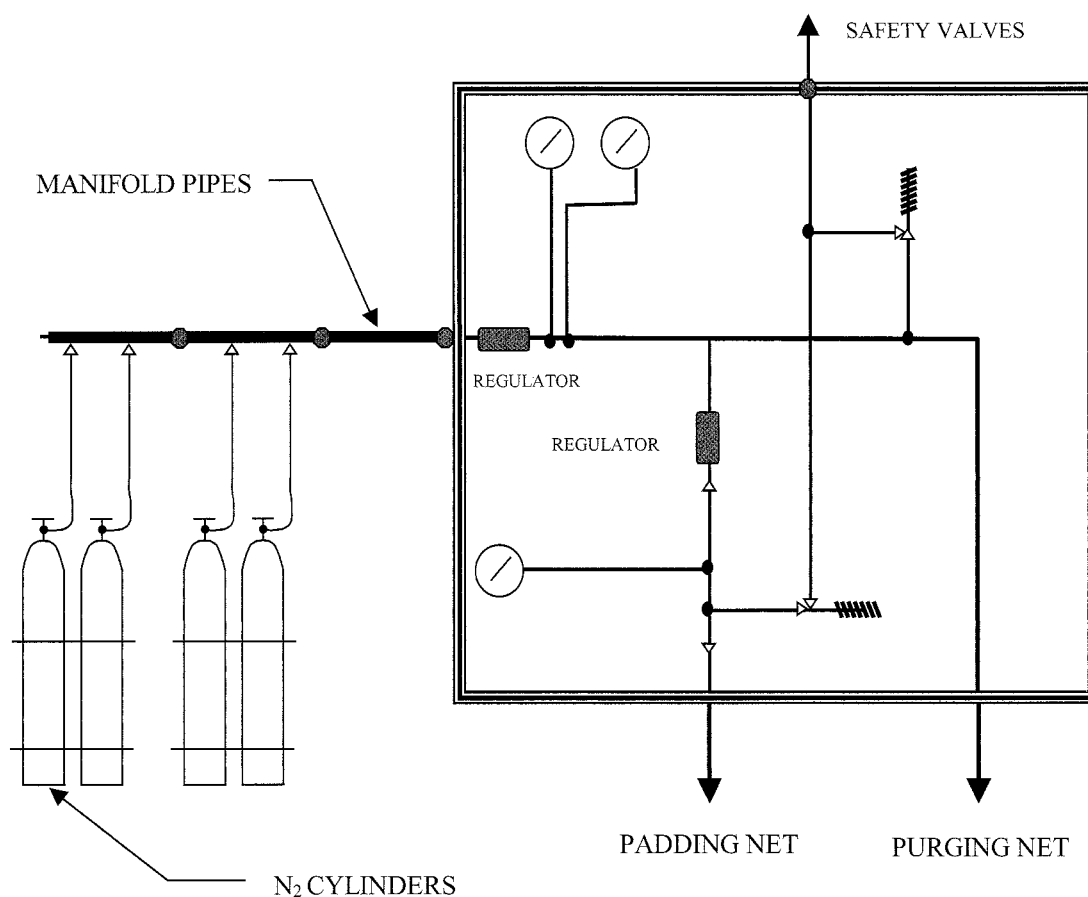 SAFETY VALVES
MANIFOLD PIPES
REGULATOR
REGULATOR
PADDING NET
PURGING NET
N₂ CYLINDERS